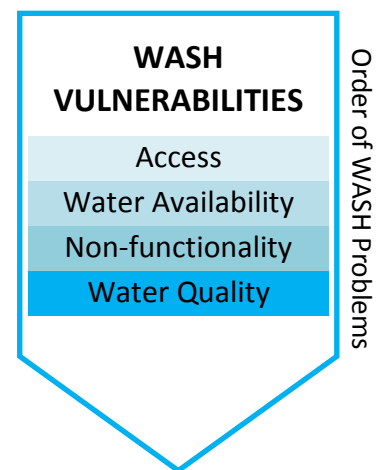 WASH
VULNERABILITIES
Access
Water Availability
Non-functionality
Water Quality
Order of WASH Problems